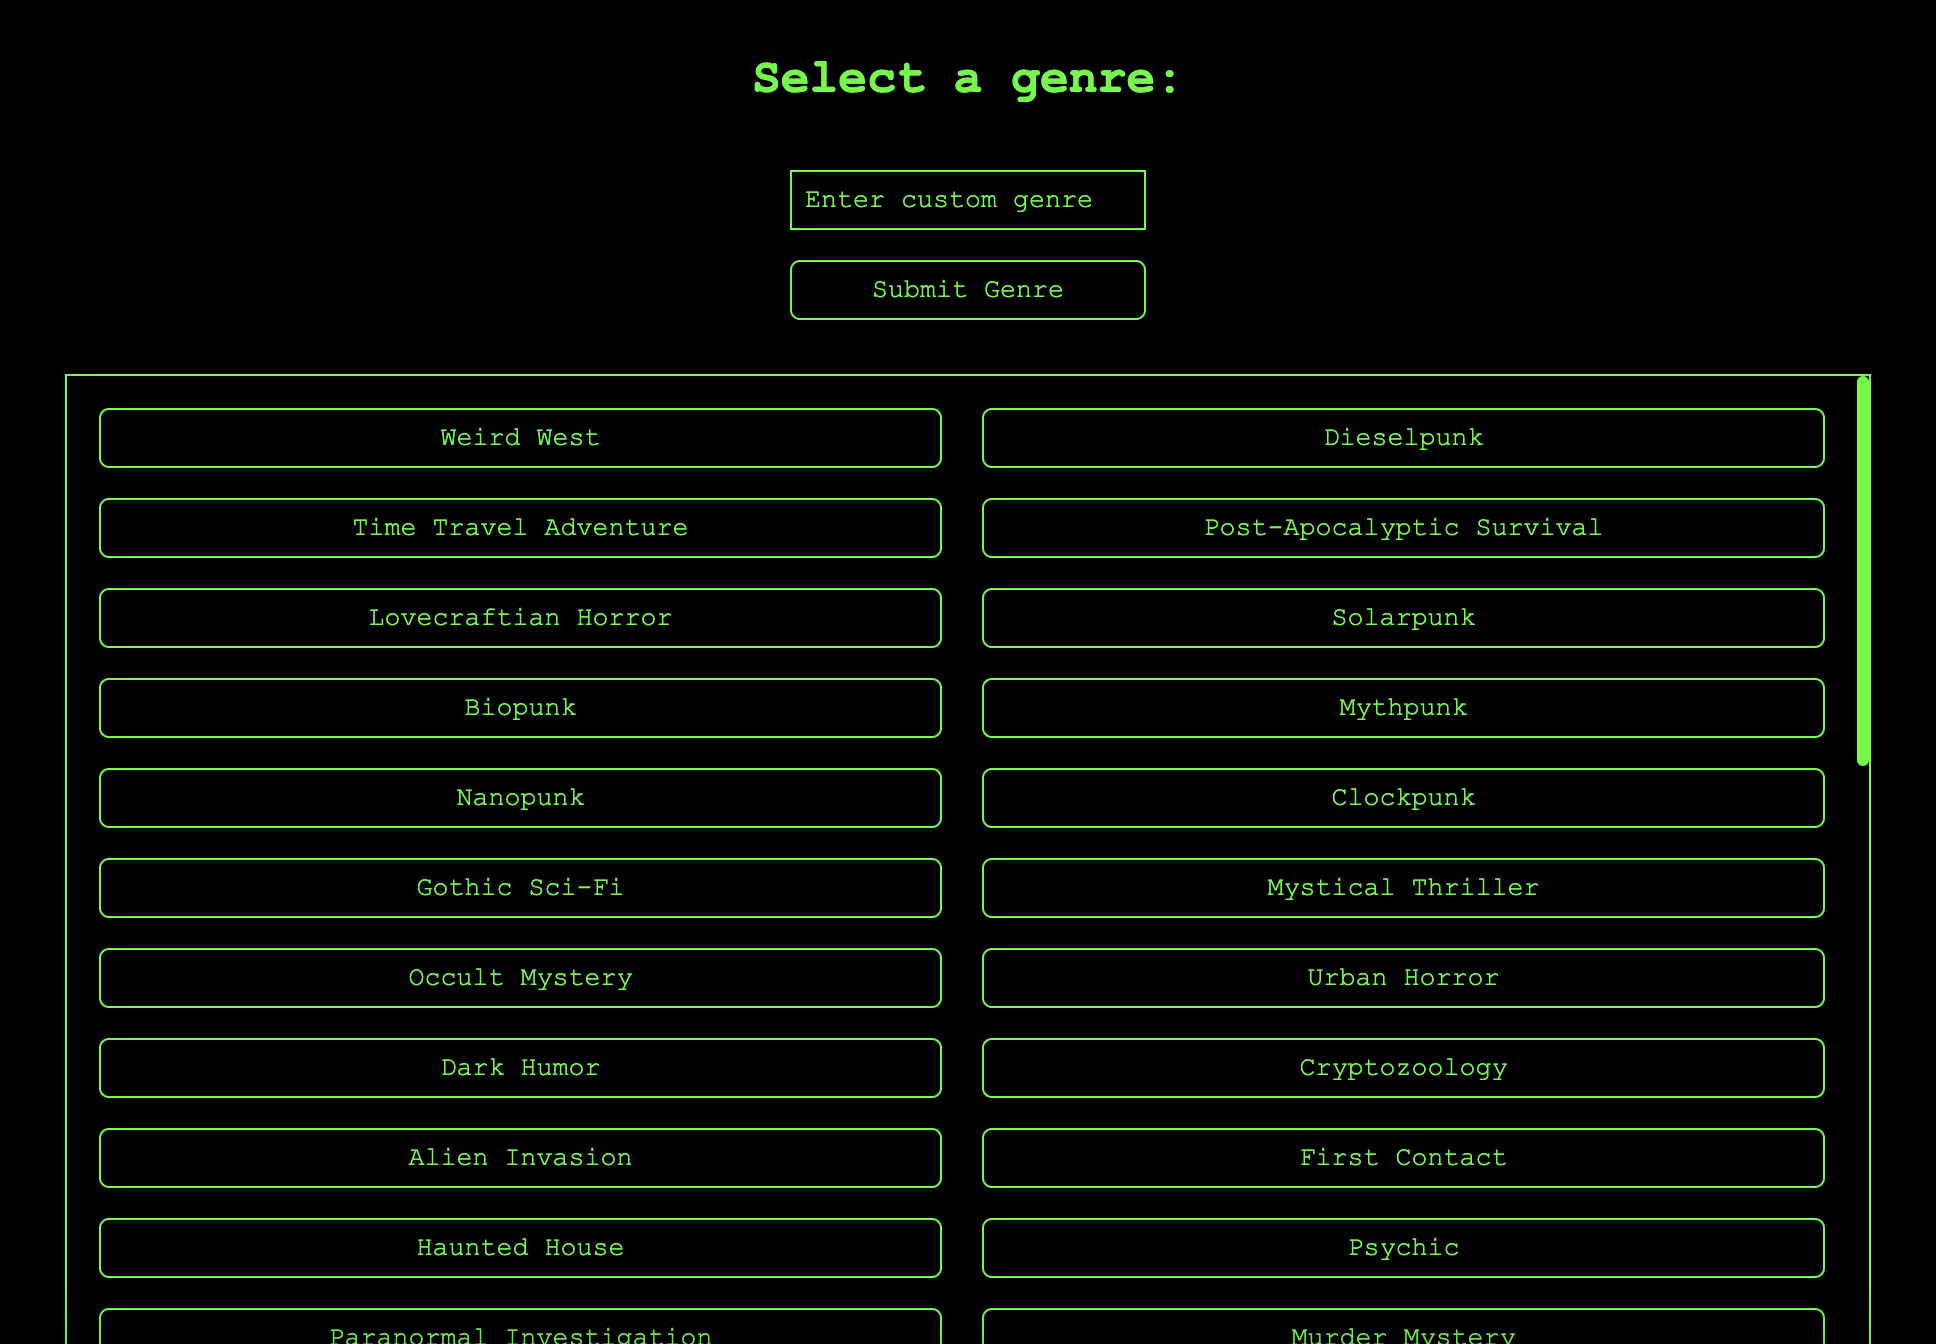 Select a genre:
Enter custom genre
Submit Genre
Weird West
Dieselpunk
Time Travel Adventure
Post-Apocalyptic Survival
Lovecraftian Horror
Solarpunk
Biopunk
Mythpunk
Nanopunk
Clockpunk
Gothic Sci-Fi
Mystical Thriller
Occult Mystery
Urban Horror
Dark Humor
Cryptozoology
Alien Invasion
First Contact
Haunted House
Psychic
Paranormal Investigation
Murder Mystery